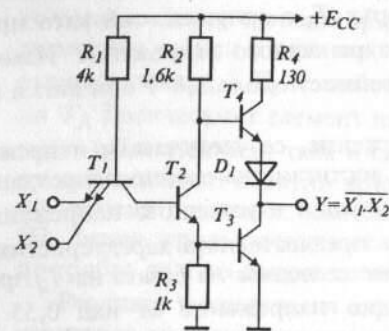 +E_CC
R_1
4k
R_2
1,6k
R_4
130
T_4
T_1
D_1
X_1
T_2
Y=X_1·X_2
X_2
T_3
R_3
1k